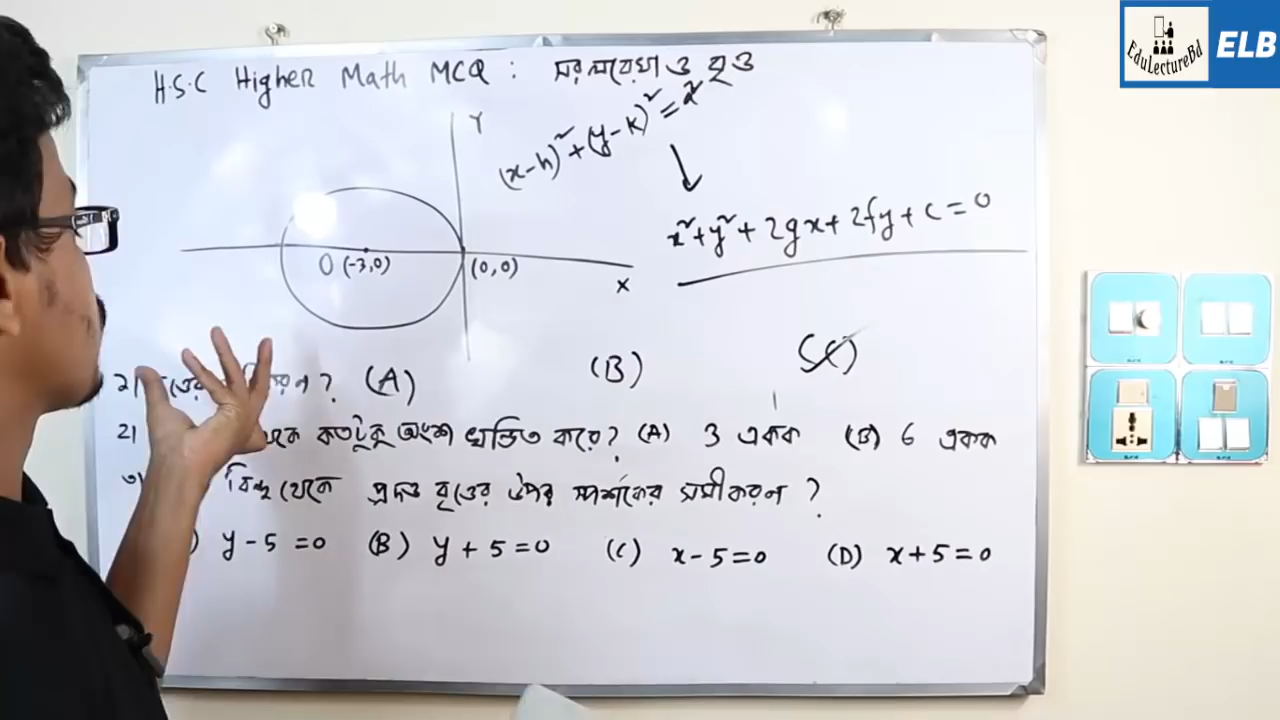 EduLectureBd
ELB
H.S.C Higher Math MCQ : সরলরেখা ও বৃত্ত
(x-h)²+(y-k)²=
Y
x²+y²+2gx+2fy+c=0
O (-3,0) (0,0)
X
? (A) (B)
২। কতটুকু অংশ খন্ডিত করে? (A) 3 একক (B) 6 একক
৩। বিন্দু থেকে প্রদত্ত বৃত্তের উপর স্পর্শকের সমীকরন ?
) y-5=0 (B) y+5=0 (C) x-5=0 (D) x+5=0